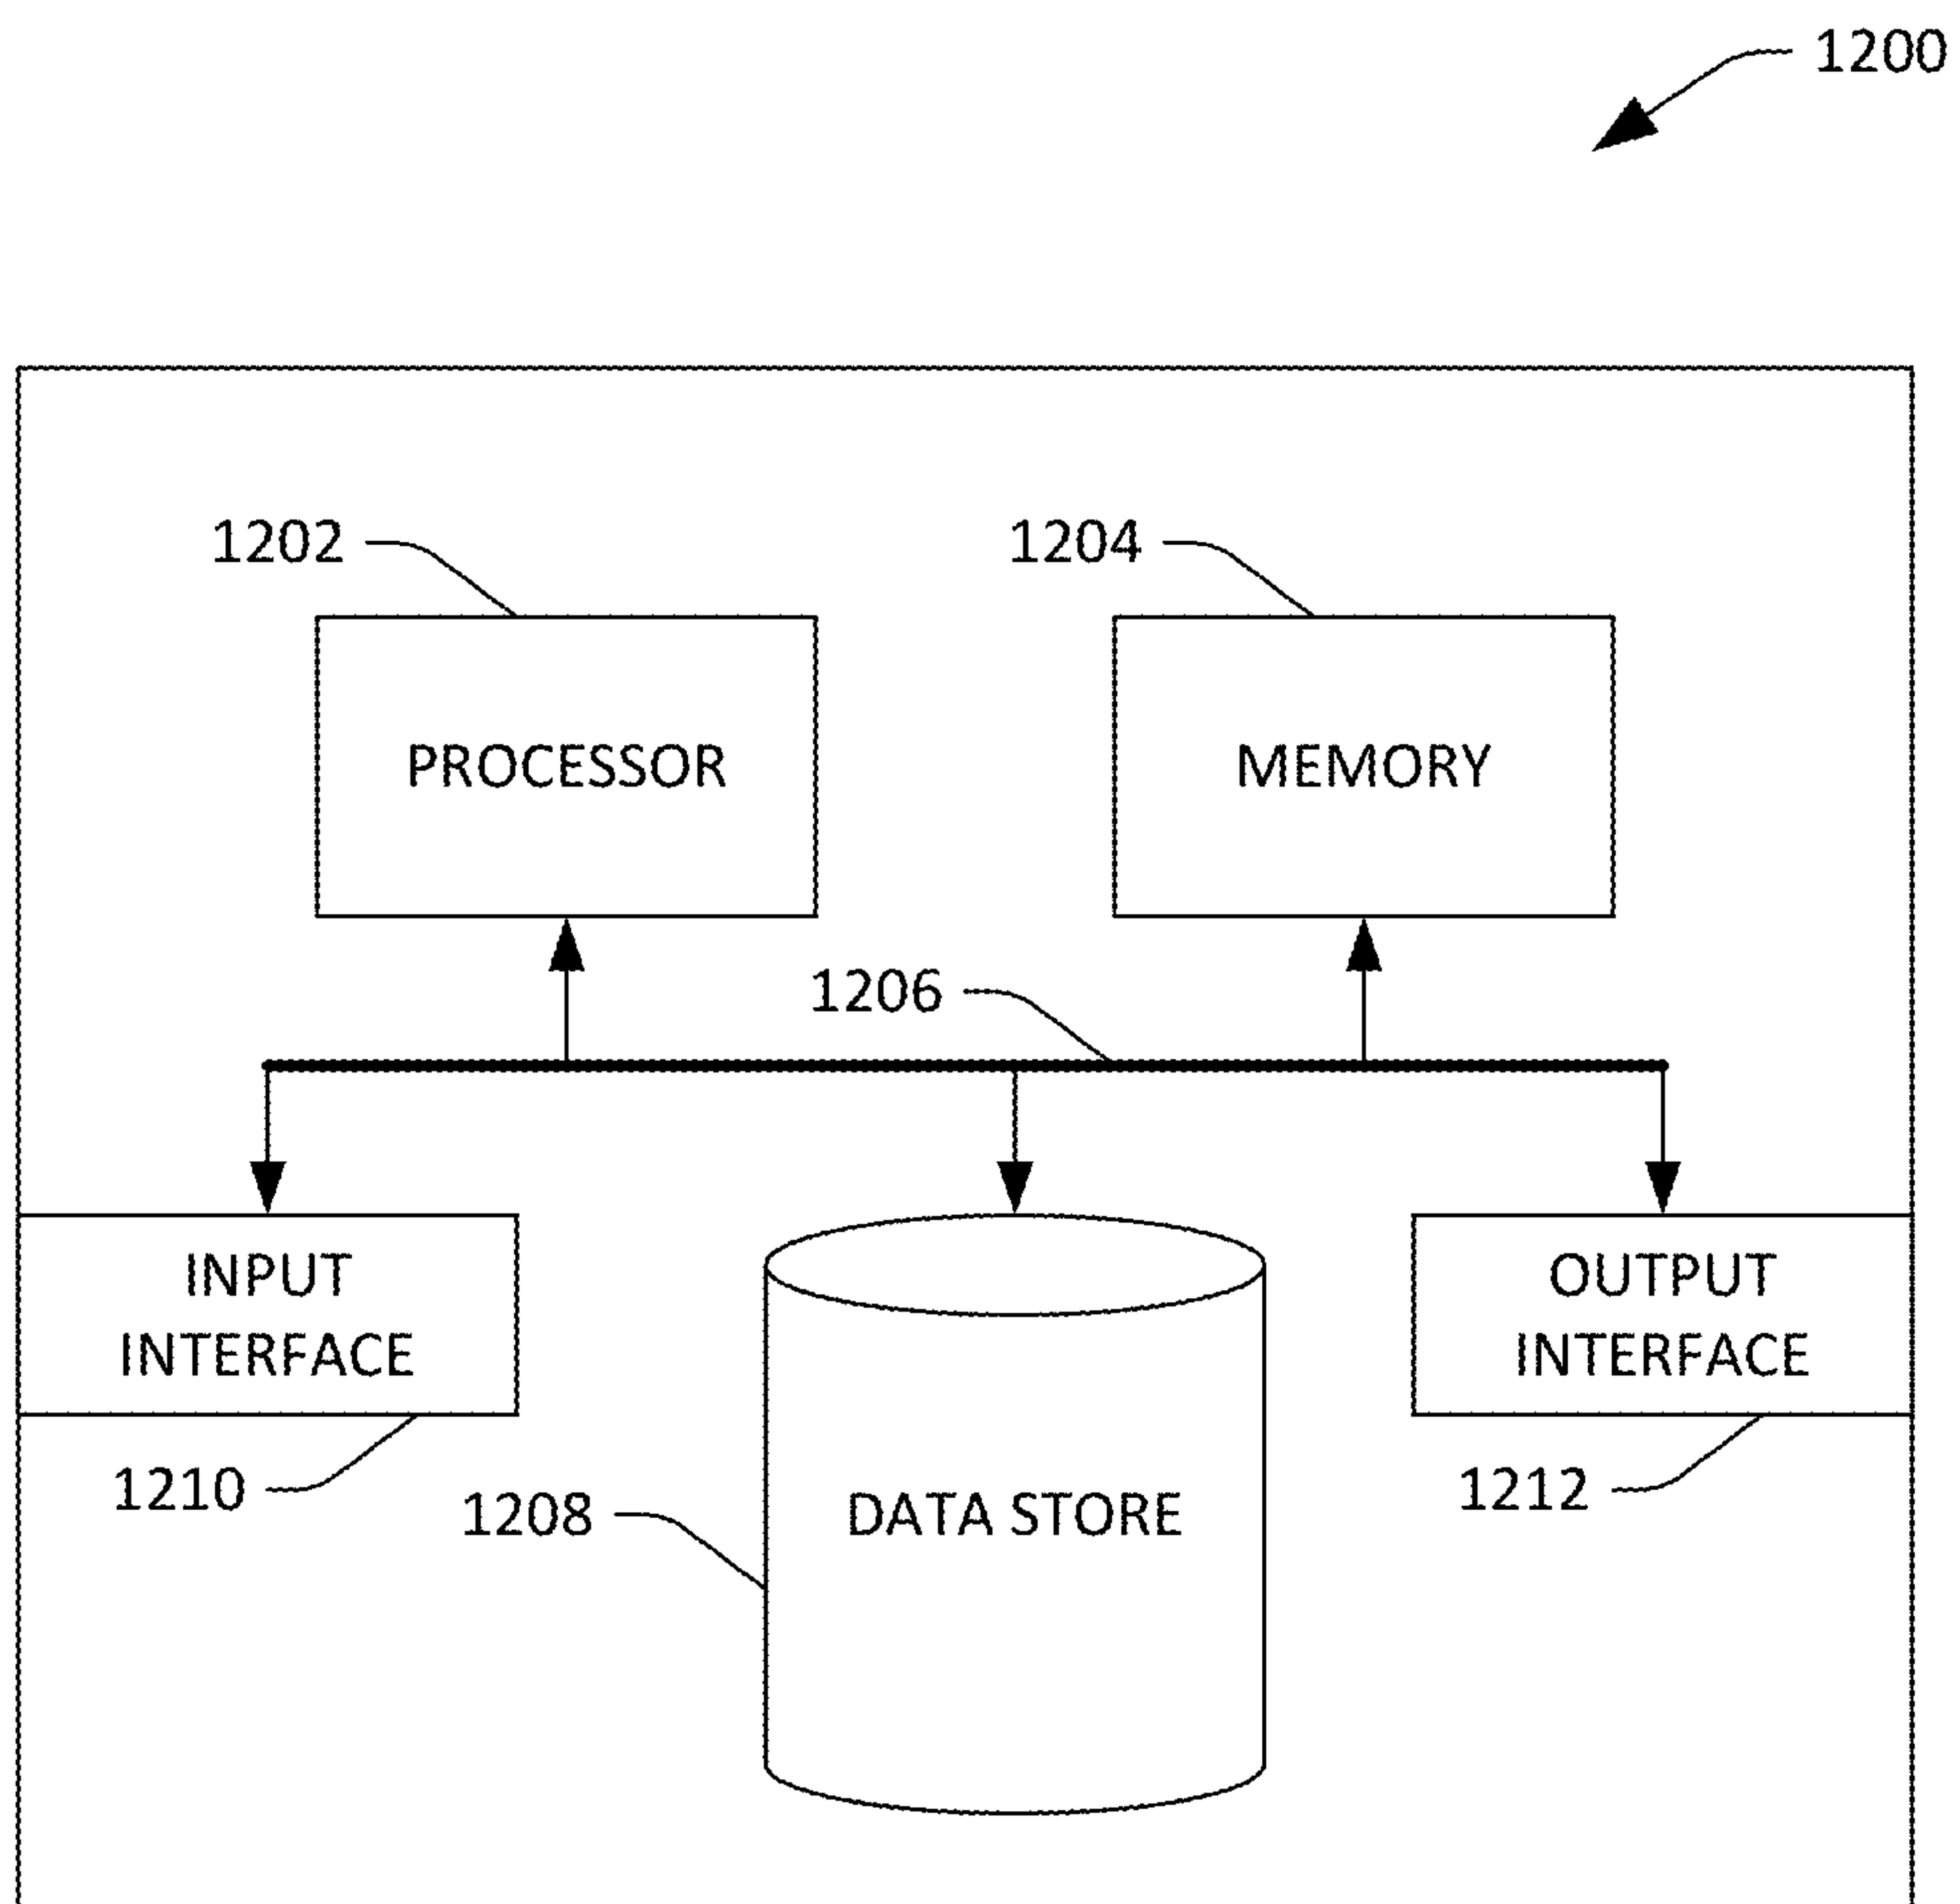 1200
1202
1204
PROCESSOR
MEMORY
1206
INPUT
INTERFACE
OUTPUT
INTERFACE
1210
1208
DATA STORE
1212